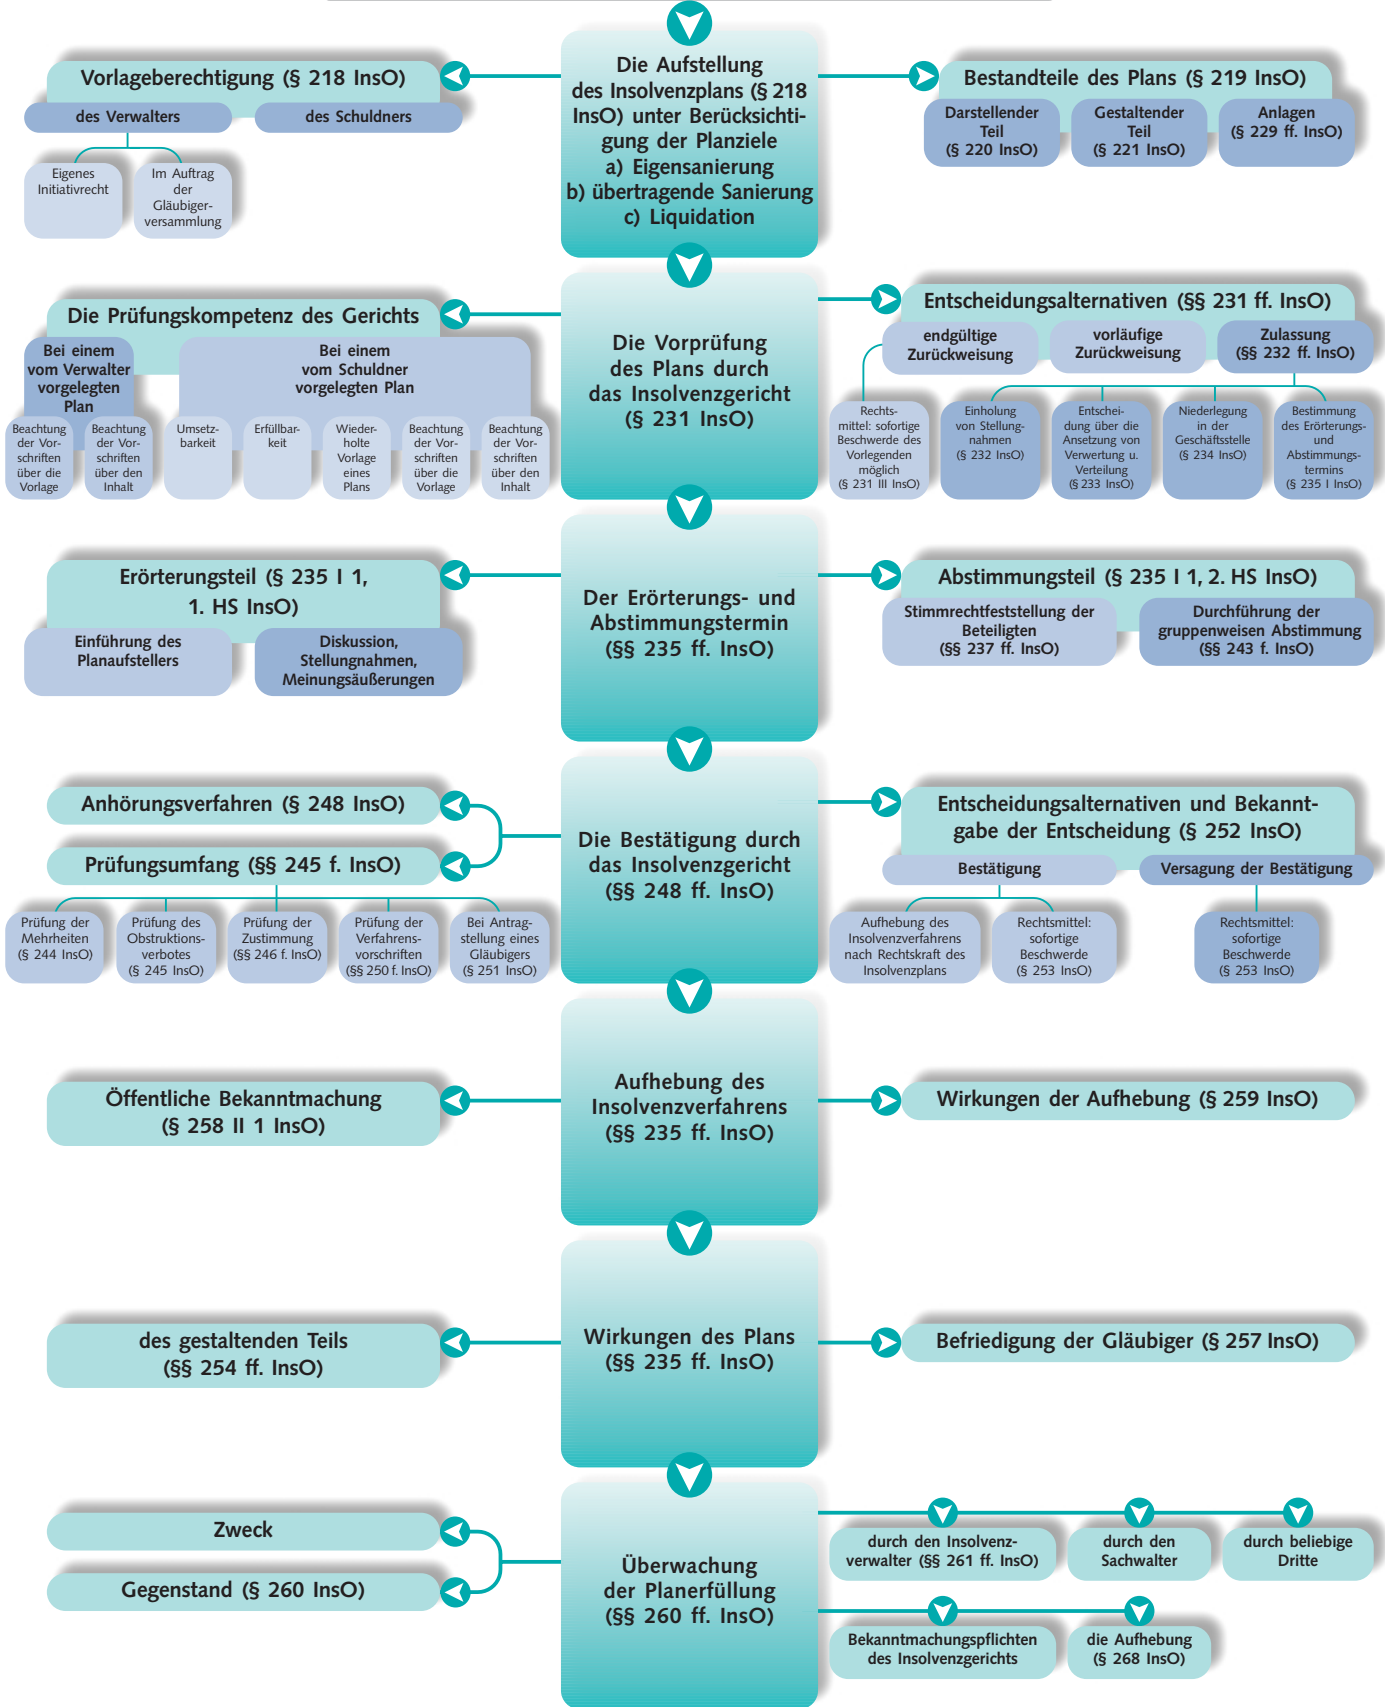 Die Aufstellung
des Insolvenzplans (§ 218
InsO) unter Berücksichti-
gung der Planziele
a) Eigensanierung
b) übertragende Sanierung
c) Liquidation
Vorlageberechtigung (§ 218 InsO)
des Verwalters
des Schuldners
Eigenes
Initiativrecht
Im Auftrag
der
Gläubiger-
versammlung
Bestandteile des Plans (§ 219 InsO)
Darstellender
Teil
(§ 220 InsO)
Gestaltender
Teil
(§ 221 InsO)
Anlagen
(§ 229 ff. InsO)
Die Vorprüfung
des Plans durch
das Insolvenzgericht
(§ 231 InsO)
Die Prüfungskompetenz des Gerichts
Bei einem
vom Verwalter
vorgelegten
Plan
Bei einem
vom Schuldner
vorgelegten Plan
Beachtung
der Vor-
schriften
über die
Vorlage
Beachtung
der Vor-
schriften
über den
Inhalt
Umsetz-
barkeit
Erfüllbar-
keit
Wieder-
holte
Vorlage
eines
Plans
Beachtung
der Vor-
schriften
über die
Vorlage
Beachtung
der Vor-
schriften
über den
Inhalt
Entscheidungsalternativen (§§ 231 ff. InsO)
endgültige
Zurückweisung
vorläufige
Zurückweisung
Zulassung
(§§ 232 ff. InsO)
Rechts-
mittel: sofortige
Beschwerde des
Vorlegenden
möglich
(§ 231 III InsO)
Einholung
von Stellung-
nahmen
(§ 232 InsO)
Entschei-
dung über die
Ansetzung von
Verwertung u.
Verteilung
(§ 233 InsO)
Niederlegung
in der
Geschäftsstelle
(§ 234 InsO)
Bestimmung
des Erörterungs-
und
Abstimmungs-
termins
(§ 235 I InsO)
Der Erörterungs- und
Abstimmungstermin
(§§ 235 ff. InsO)
Erörterungsteil (§ 235 I 1,
1. HS InsO)
Einführung des
Planaufstellers
Diskussion,
Stellungnahmen,
Meinungsäußerungen
Abstimmungsteil (§ 235 I 1, 2. HS InsO)
Stimmrechtfeststellung der
Beteiligten
(§§ 237 ff. InsO)
Durchführung der
gruppenweisen Abstimmung
(§§ 243 f. InsO)
Die Bestätigung durch
das Insolvenzgericht
(§§ 248 ff. InsO)
Anhörungsverfahren (§ 248 InsO)
Prüfungsumfang (§§ 245 f. InsO)
Prüfung der
Mehrheiten
(§ 244 InsO)
Prüfung des
Obstruktions-
verbotes
(§ 245 InsO)
Prüfung der
Zustimmung
(§§ 246 f. InsO)
Prüfung der
Verfahrens-
vorschriften
(§§ 250 f. InsO)
Bei Antrag-
stellung eines
Gläubigers
(§ 251 InsO)
Entscheidungsalternativen und Bekannt-
gabe der Entscheidung (§ 252 InsO)
Bestätigung
Versagung der Bestätigung
Aufhebung des
Insolvenzverfahrens
nach Rechtskraft des
Insolvenzplans
Rechtsmittel:
sofortige
Beschwerde
(§ 253 InsO)
Rechtsmittel:
sofortige
Beschwerde
(§ 253 InsO)
Aufhebung des
Insolvenzverfahrens
(§§ 235 ff. InsO)
Öffentliche Bekanntmachung
(§ 258 II 1 InsO)
Wirkungen der Aufhebung (§ 259 InsO)
Wirkungen des Plans
(§§ 235 ff. InsO)
des gestaltenden Teils
(§§ 254 ff. InsO)
Befriedigung der Gläubiger (§ 257 InsO)
Überwachung
der Planerfüllung
(§§ 260 ff. InsO)
Zweck
Gegenstand (§ 260 InsO)
durch den Insolvenz-
verwalter (§§ 261 ff. InsO)
durch den
Sachwalter
durch beliebige
Dritte
Bekanntmachungspflichten
des Insolvenzgerichts
die Aufhebung
(§ 268 InsO)